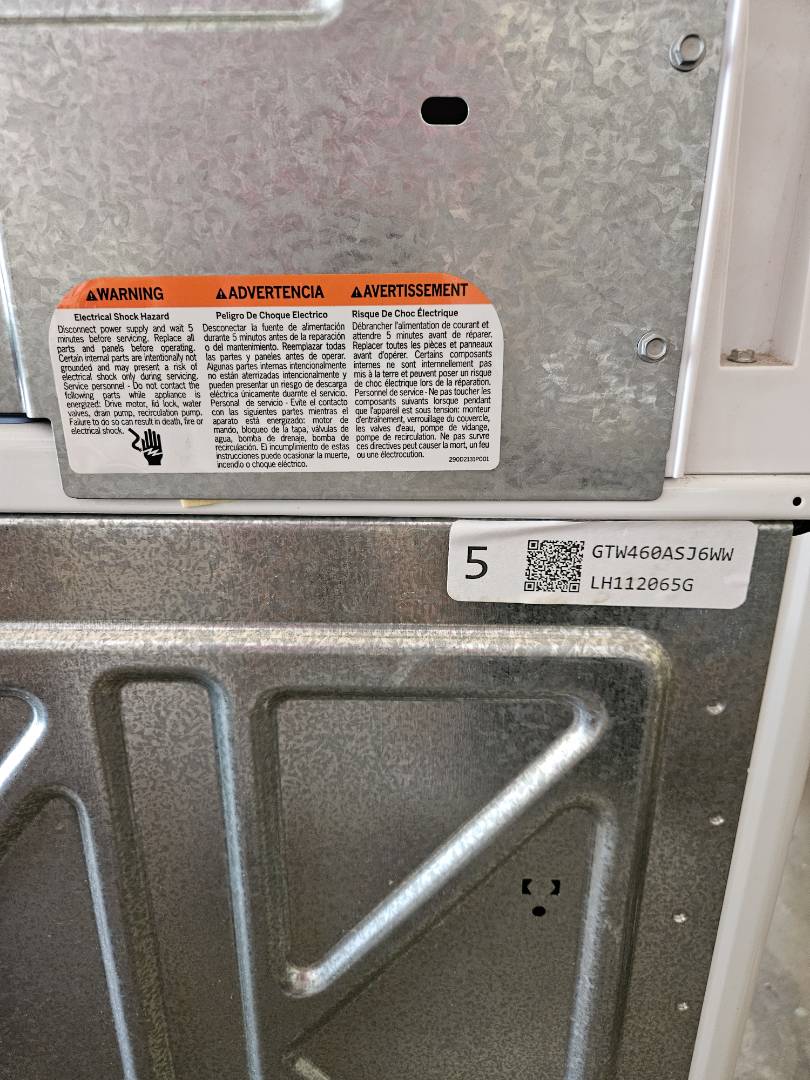 WARNING
Electrical Shock Hazard
Disconnect power supply and wait 5
minutes before servicing. Replace all
parts and panels before operating.
Certain internal parts are intentionally not
grounded and may present a risk of
electrical shock only during servicing.
Service personnel - Do not contact the
following parts while appliance is
energized: Drive motor, lid lock, water
valves, drain pump, recirculation pump.
Failure to do so can result in death, fire or
electrical shock.
ADVERTENCIA
Peligro De Choque Electrico
Desconectar la fuente de alimentación
durante 5 minutos antes de la reparación
o del mantenimiento. Reemplazar todas
las partes y paneles antes de operar.
Algunas partes internas intencionalmente
no están aterrizadas intencionalmente y
pueden presentar un riesgo de descarga
eléctrica únicamente duarnte el servicio.
Personal de servicio - Evite el contacto
con las siguientes partes mientras el
aparato está energizado: motor de
mando, bloqueo de la tapa, válvulas de
agua, bomba de drenaje, bomba de
recirculación. El incumplimiento de estas
instrucciones puede ocasionar la muerte,
incendio o choque eléctrico.
AVERTISSEMENT
Risque De Choc Électrique
Débrancher l'alimentation de courant et
attendre 5 minutes avant de réparer.
Replacer toutes les pièces et panneaux
avant d'opérer. Certains composants
internes ne sont internnellement pas
mis à la terre et peuvent poser un risque
de choc électrique lors de la réparation.
Personnel de service - Ne pas toucher les
composants suivants lorsque pendant
que l'appareil est sous tension: monteur
d'entraînement, verrouillage du couvercle,
les valves d'eau, pompe de vidange,
pompe de recirculation. Ne pas survre
ces directives peut causer la mort, un feu
ou une électrocution.
290D2131P001
5
GTW460ASJ6WW
LH112065G